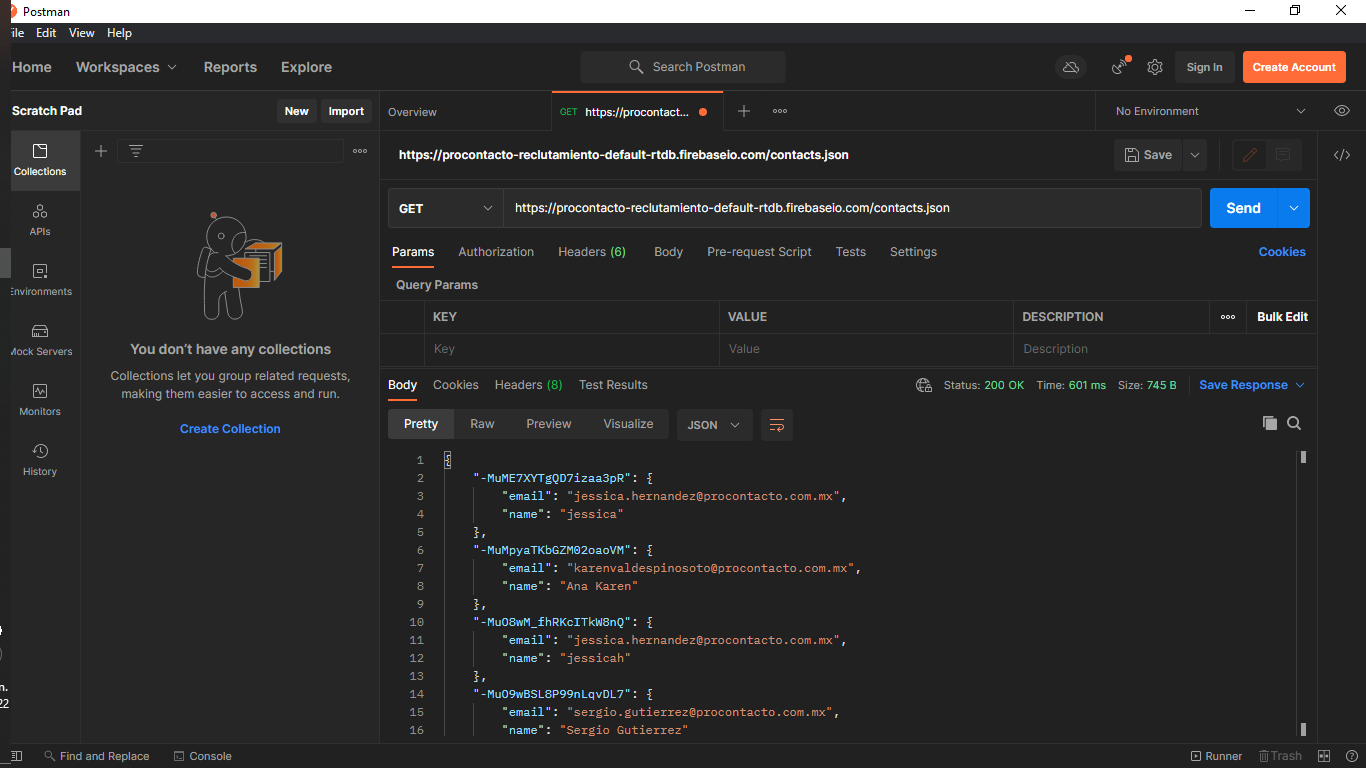 Postman
File Edit View Help
Home Workspaces Reports Explore Search Postman Sign In Create Account
Scratch Pad New Import Overview GET https://procontact... No Environment
https://procontacto-reclutamiento-default-rtdb.firebaseio.com/contacts.json Save
Collections
APIs
Environments
Mock Servers
Monitors
History
You don't have any collections
Collections let you group related requests,
making them easier to access and run.
Create Collection
GET https://procontacto-reclutamiento-default-rtdb.firebaseio.com/contacts.json Send
Params Authorization Headers (6) Body Pre-request Script Tests Settings Cookies
Query Params
KEY VALUE DESCRIPTION Bulk Edit
Key Value Description
Body Cookies Headers (8) Test Results Status: 200 OK Time: 601 ms Size: 745 B Save Response
Pretty Raw Preview Visualize JSON
1 {
2 "-MuME7XYTgQD7izaa3pR": {
3 "email": "jessica.hernandez@procontacto.com.mx",
4 "name": "jessica"
5 },
6 "-MuMpyaTKbGZM02oaoVM": {
7 "email": "karenvaldespinosoto@procontacto.com.mx",
8 "name": "Ana Karen"
9 },
10 "-MuO8wM_fhRKcITkW8nQ": {
11 "email": "jessica.hernandez@procontacto.com.mx",
12 "name": "jessicah"
13 },
14 "-MuO9wBSL8P99nLqvDL7": {
15 "email": "sergio.gutierrez@procontacto.com.mx",
16 "name": "Sergio Gutierrez"
n.
22
Find and Replace Console Runner Trash